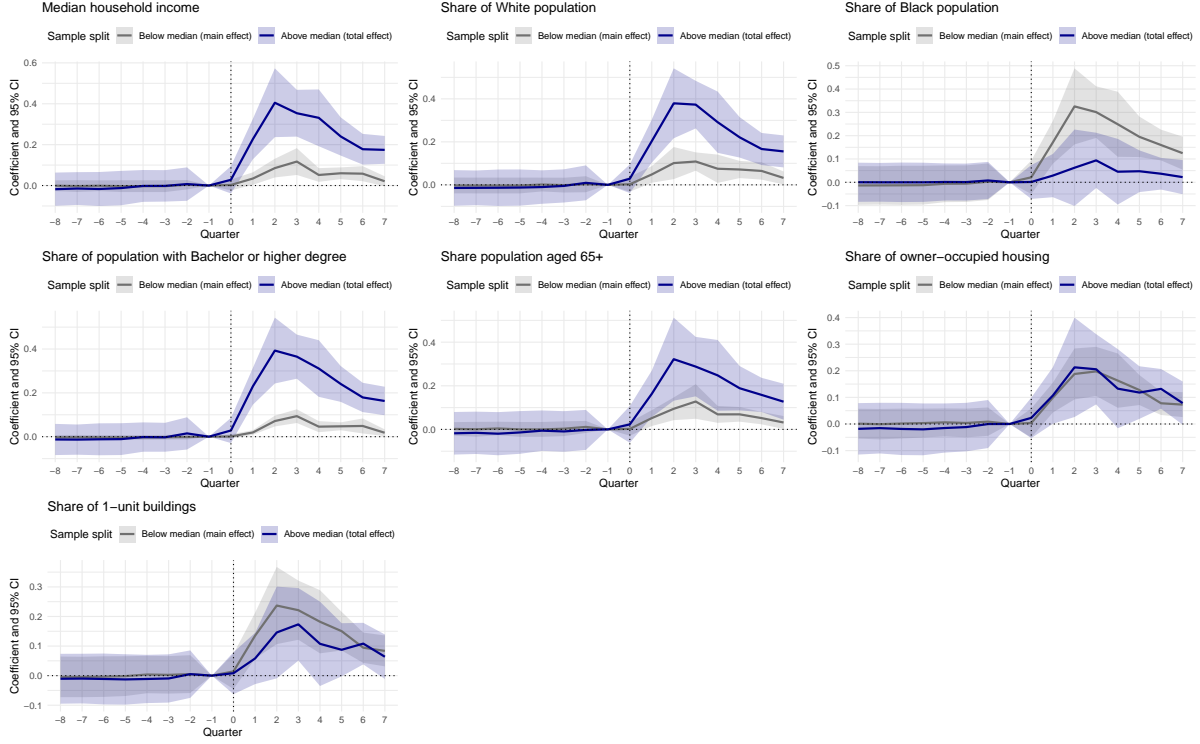 Median household income
Sample split Below median (main effect) Above median (total effect)
Coefficient and 95% CI
0.6
0.4
0.2
0.0
−8 −7 −6 −5 −4 −3 −2 −1 0 1 2 3 4 5 6 7
Quarter
Share of White population
Sample split Below median (main effect) Above median (total effect)
Coefficient and 95% CI
0.4
0.2
0.0
−8 −7 −6 −5 −4 −3 −2 −1 0 1 2 3 4 5 6 7
Quarter
Share of Black population
Sample split Below median (main effect) Above median (total effect)
Coefficient and 95% CI
0.5
0.4
0.3
0.2
0.1
0.0
−0.1
−8 −7 −6 −5 −4 −3 −2 −1 0 1 2 3 4 5 6 7
Quarter
Share of population with Bachelor or higher degree
Sample split Below median (main effect) Above median (total effect)
Coefficient and 95% CI
0.4
0.2
0.0
−8 −7 −6 −5 −4 −3 −2 −1 0 1 2 3 4 5 6 7
Quarter
Share population aged 65+
Sample split Below median (main effect) Above median (total effect)
Coefficient and 95% CI
0.4
0.2
0.0
−8 −7 −6 −5 −4 −3 −2 −1 0 1 2 3 4 5 6 7
Quarter
Share of owner−occupied housing
Sample split Below median (main effect) Above median (total effect)
Coefficient and 95% CI
0.4
0.3
0.2
0.1
0.0
−0.1
−8 −7 −6 −5 −4 −3 −2 −1 0 1 2 3 4 5 6 7
Quarter
Share of 1−unit buildings
Sample split Below median (main effect) Above median (total effect)
Coefficient and 95% CI
0.3
0.2
0.1
0.0
−0.1
−8 −7 −6 −5 −4 −3 −2 −1 0 1 2 3 4 5 6 7
Quarter